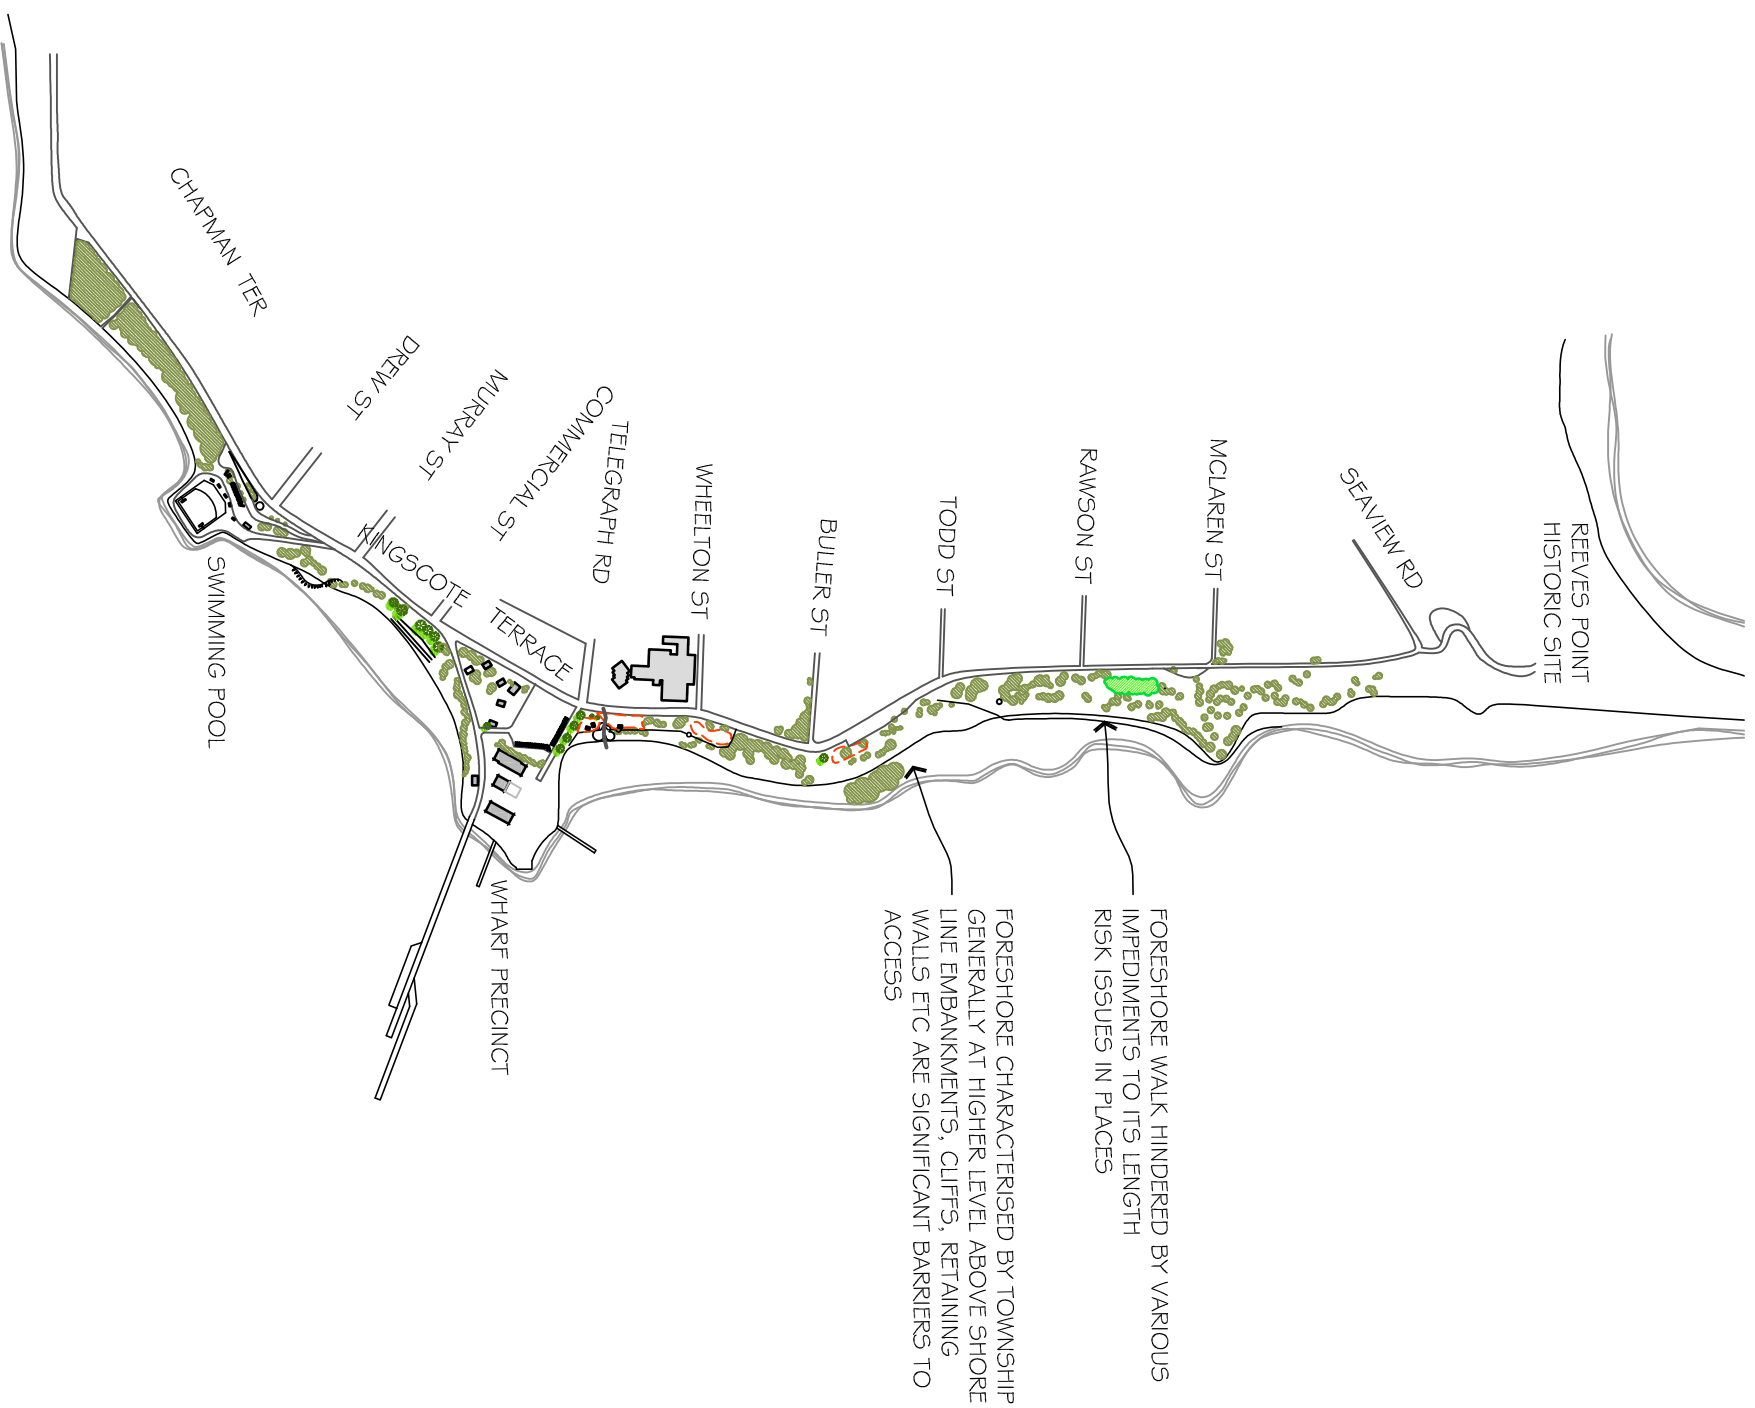 REEVES POINT
HISTORIC SITE
SEAVIEW RD
MCLAREN ST
RAWSON ST
TODD ST
BULLER ST
WHEELTON ST
TELEGRAPH RD
COMMERCIAL ST
MURRAY ST
DREW ST
CHAPMAN TER
KINGSCOTE TERRACE
SWIMMING POOL
WHARF PRECINCT
FORESHORE WALK HINDERED BY VARIOUS
IMPEDIMENTS TO ITS LENGTH
RISK ISSUES IN PLACES
FORESHORE CHARACTERISED BY TOWNSHIP
GENERALLY AT HIGHER LEVEL ABOVE SHORE
LINE EMBANKMENTS, CLIFFS, RETAINING
WALLS ETC ARE SIGNIFICANT BARRIERS TO
ACCESS